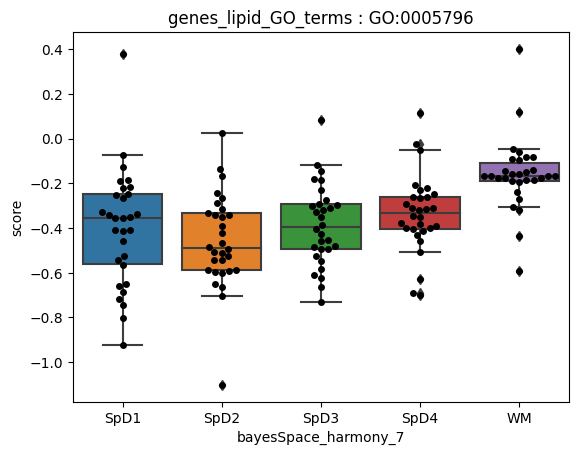 genes_lipid_GO_terms : GO:0005796
score
0.4
0.2
0.0
−0.2
−0.4
−0.6
−0.8
−1.0
SpD1 SpD2 SpD3 SpD4 WM
bayesSpace_harmony_7